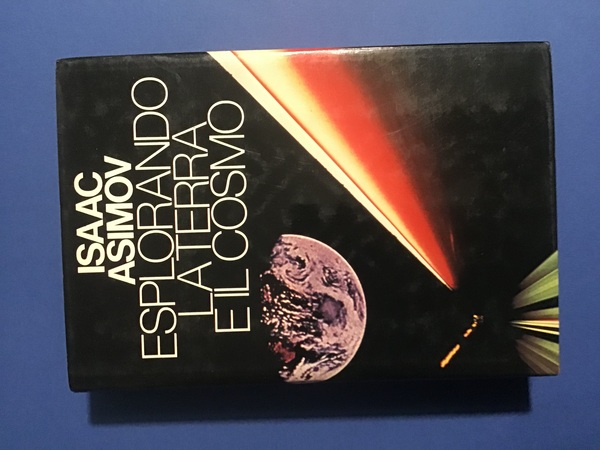 ISAAC
ASIMOV
ESPLORANDO
LA TERRA
E IL COSMO